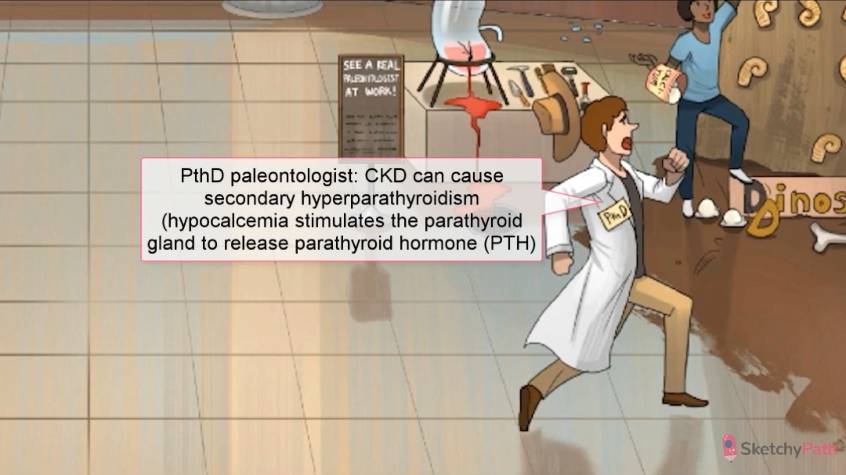 SEE A REAL
PALEONTOLOGIST
AT WORK!
PthD paleontologist: CKD can cause
secondary hyperparathyroidism
(hypocalcemia stimulates the parathyroid
gland to release parathyroid hormone (PTH)
PthD
Dinos
SketchyPath